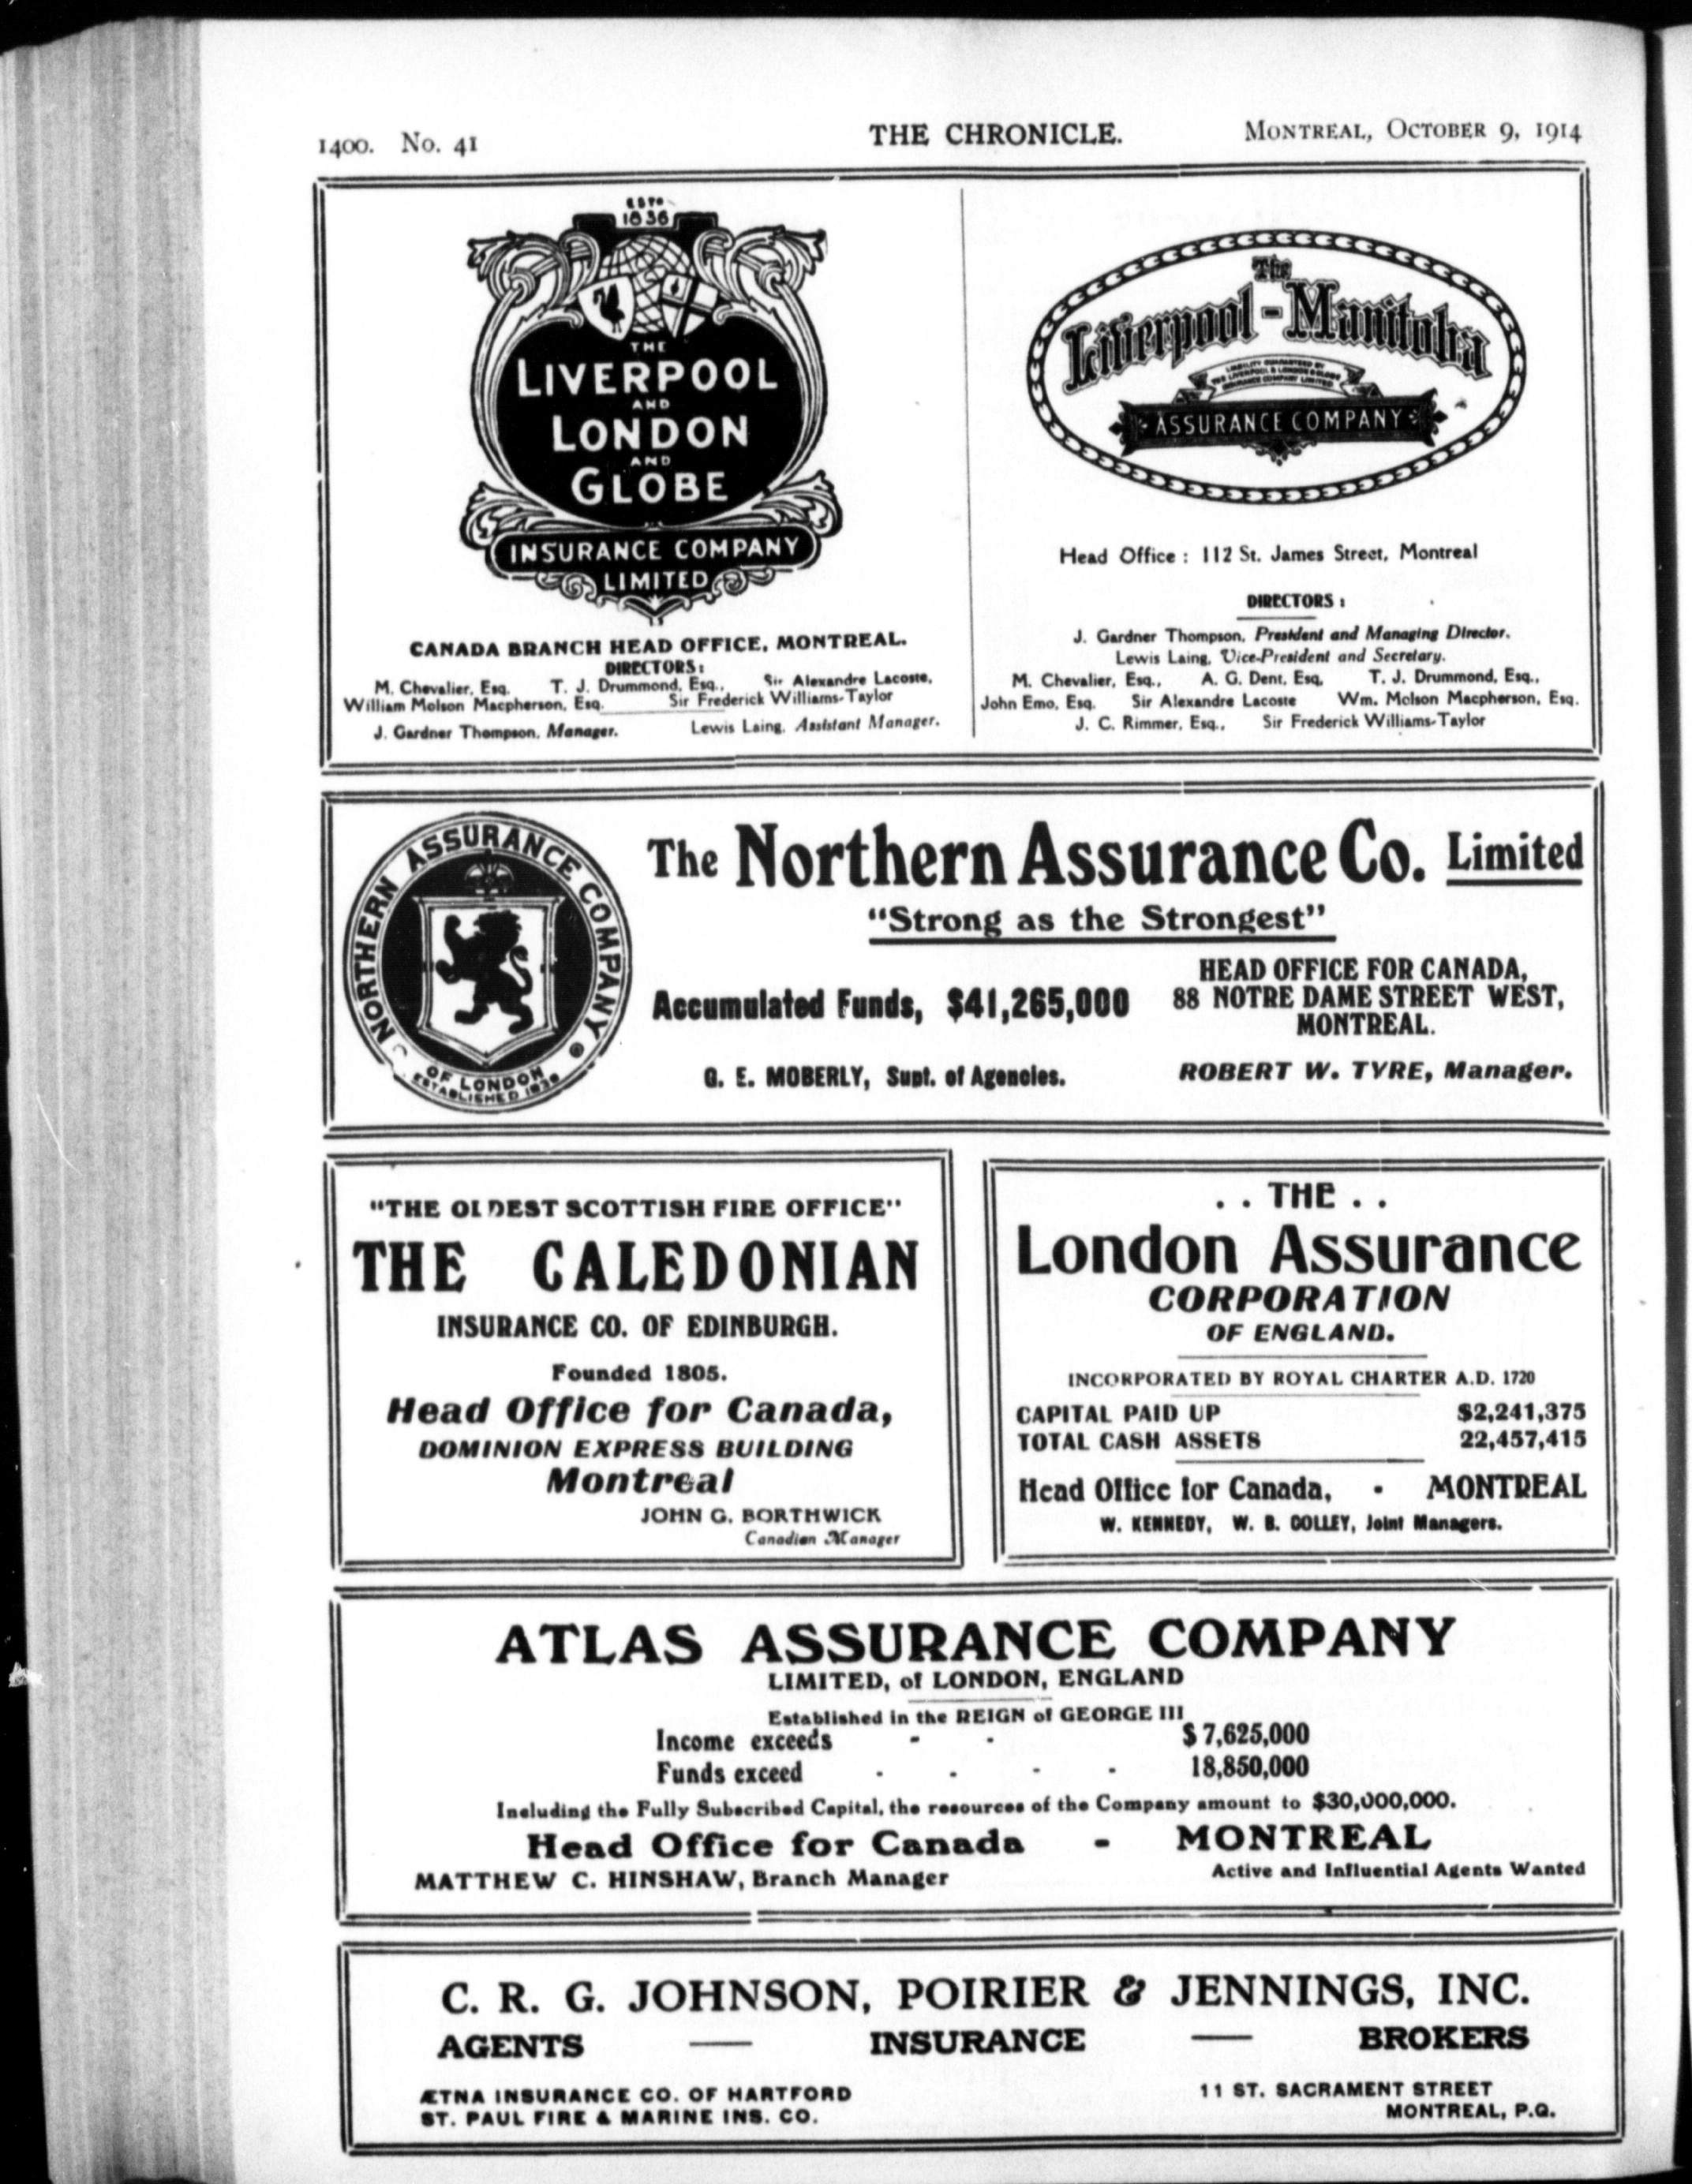 1400. No. 41
THE CHRONICLE.
MONTREAL, OCTOBER 9, 1914
ESTD
1836
THE
LIVERPOOL
AND
LONDON
AND
GLOBE
INSURANCE COMPANY
LIMITED
CANADA BRANCH HEAD OFFICE, MONTREAL.
DIRECTORS:
M. Chevalier, Esq. T. J. Drummond, Esq., Sir Alexandre Lacoste,
William Molson Macpherson, Esq. Sir Frederick Williams-Taylor
J. Gardner Thompson, Manager. Lewis Laing, Assistant Manager.
The
Liverpool-Manitoba
LIABILITY GUARANTEED BY
THE LIVERPOOL & LONDON & GLOBE
INSURANCE COMPANY LIMITED
ASSURANCE COMPANY
Head Office : 112 St. James Street, Montreal
DIRECTORS :
J. Gardner Thompson, President and Managing Director.
Lewis Laing, Vice-President and Secretary.
M. Chevalier, Esq., A. G. Dent, Esq, T. J. Drummond, Esq.,
John Emo, Esq. Sir Alexandre Lacoste Wm. Molson Macpherson, Esq.
J. C. Rimmer, Esq., Sir Frederick Williams-Taylor
NORTHERN ASSURANCE COMPANY
OF LONDON
ESTABLISHED 1836
The Northern Assurance Co. Limited
"Strong as the Strongest"
Accumulated Funds, $41,265,000
HEAD OFFICE FOR CANADA,
88 NOTRE DAME STREET WEST,
MONTREAL.
G. E. MOBERLY, Supt. of Agencies.
ROBERT W. TYRE, Manager.
"THE OLDEST SCOTTISH FIRE OFFICE"
THE CALEDONIAN
INSURANCE CO. OF EDINBURGH.
Founded 1805.
Head Office for Canada,
DOMINION EXPRESS BUILDING
Montreal
JOHN G. BORTHWICK
Canadian Manager
. . THE . .
London Assurance
CORPORATION
OF ENGLAND.
INCORPORATED BY ROYAL CHARTER A.D. 1720
CAPITAL PAID UP $2,241,375
TOTAL CASH ASSETS 22,457,415
Head Office for Canada, - MONTREAL
W. KENNEDY, W. B. COLLEY, Joint Managers.
ATLAS ASSURANCE COMPANY
LIMITED, of LONDON, ENGLAND
Established in the REIGN of GEORGE III
Income exceeds - - $ 7,625,000
Funds exceed - - - - 18,850,000
Including the Fully Subscribed Capital, the resources of the Company amount to $30,000,000.
Head Office for Canada - MONTREAL
MATTHEW C. HINSHAW, Branch Manager
Active and Influential Agents Wanted
C. R. G. JOHNSON, POIRIER & JENNINGS, INC.
AGENTS — INSURANCE — BROKERS
ÆTNA INSURANCE CO. OF HARTFORD
ST. PAUL FIRE & MARINE INS. CO.
11 ST. SACRAMENT STREET
MONTREAL, P.Q.